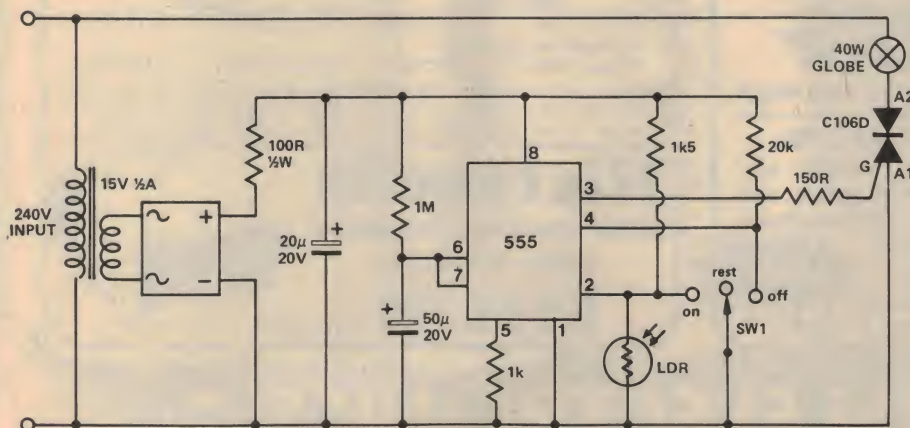 40W
GLOBE
A2
C106D
G
A1
100R
½W
1k5
20k
8
150R
15V ½A
3
240V
INPUT
+
1M
4
+
20µ
20V
6
555
7
−
2
rest
on
off
+
50µ
20V
5
1
SW1
1k
LDR